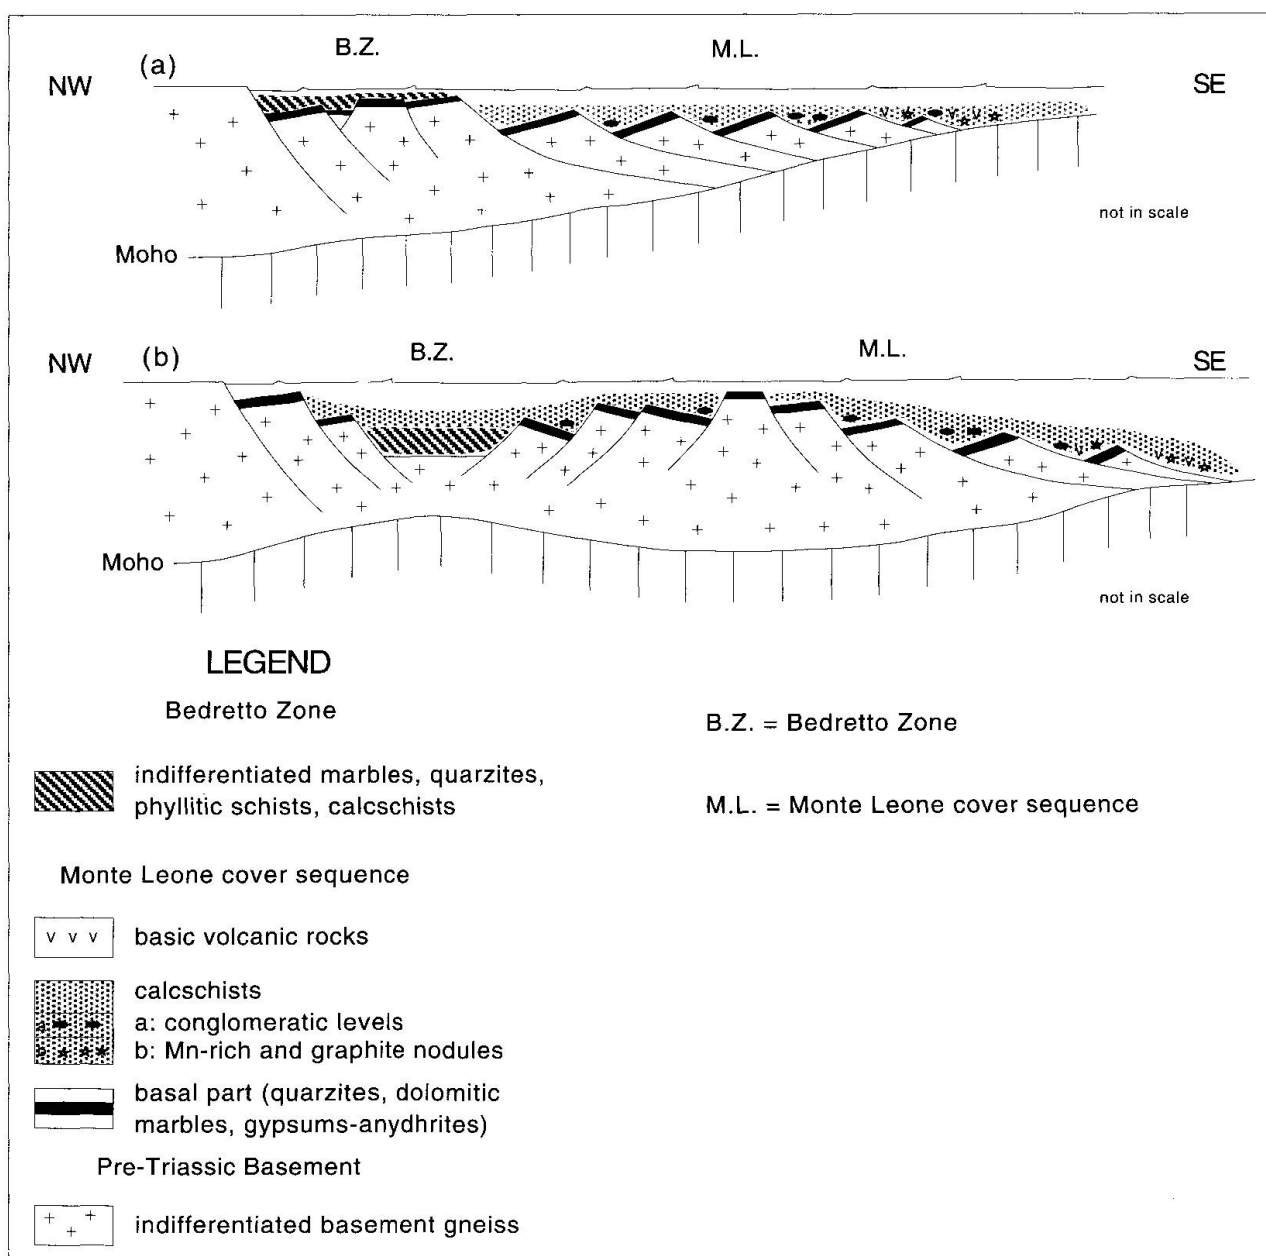 B.Z.
M.L.
NW
(a)
SE
not in scale
Moho
NW
(b)
B.Z.
M.L.
SE
Moho
not in scale
LEGEND
Bedretto Zone
B.Z. = Bedretto Zone
indifferentiated marbles, quarzites,
phyllitic schists, calcschists
M.L. = Monte Leone cover sequence
Monte Leone cover sequence
v v v
basic volcanic rocks
calcschists
a
a: conglomeratic levels
b
b: Mn-rich and graphite nodules
basal part (quarzites, dolomitic
marbles, gypsums-anydhrites)
Pre-Triassic Basement
indifferentiated basement gneiss